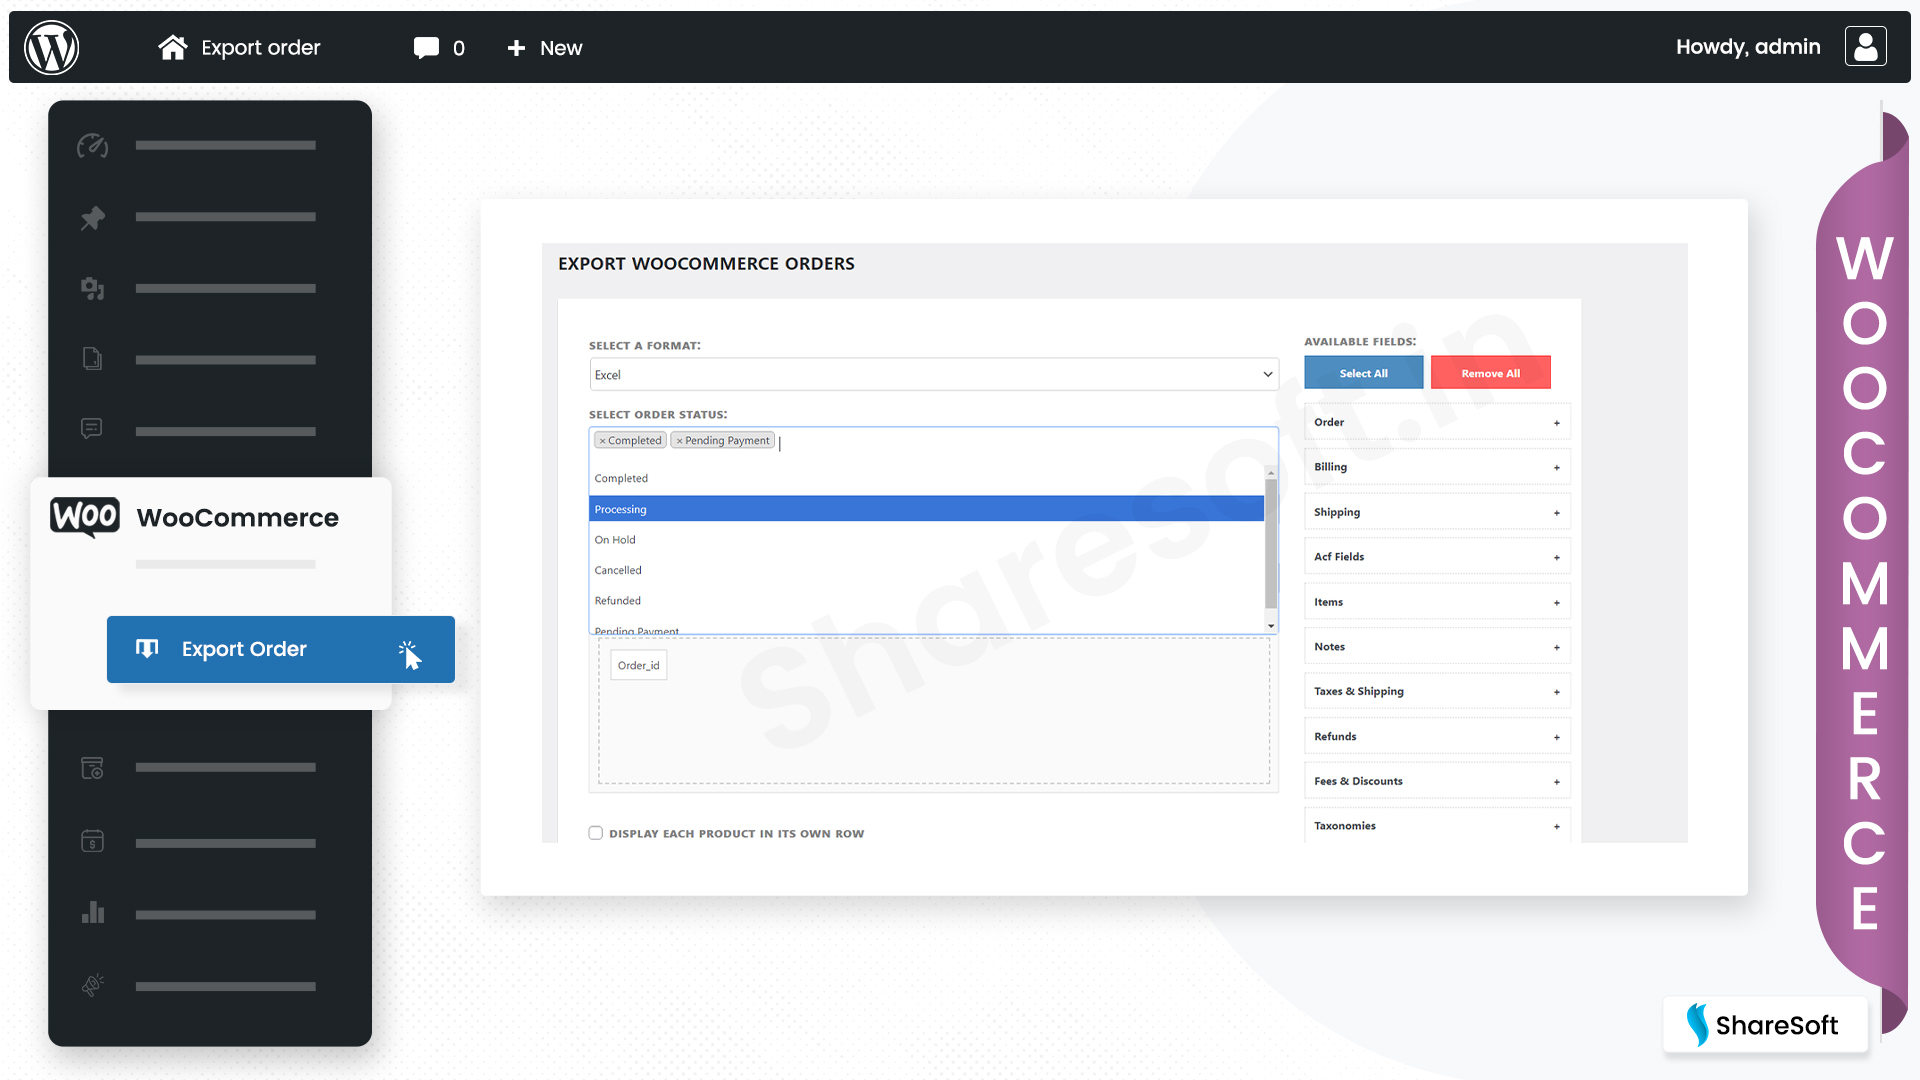 Export order
0
New
Howdy, admin
WooCommerce
Export Order
EXPORT WOOCOMMERCE ORDERS
SELECT A FORMAT:
Excel
SELECT ORDER STATUS:
× Completed × Pending Payment
Completed
Processing
On Hold
Cancelled
Refunded
Pending Payment
Order_id
DISPLAY EACH PRODUCT IN ITS OWN ROW
AVAILABLE FIELDS:
Select All
Remove All
Order +
Billing +
Shipping +
Acf Fields +
Items +
Notes +
Taxes & Shipping +
Refunds +
Fees & Discounts +
Taxonomies +
Sharesoft.in
WOOCOMMERCE
ShareSoft